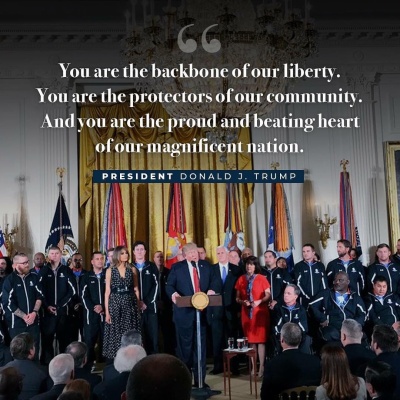 “
You are the backbone of our liberty.
You are the protectors of our community.
And you are the proud and beating heart
of our magnificent nation.
PRESIDENT DONALD J. TRUMP